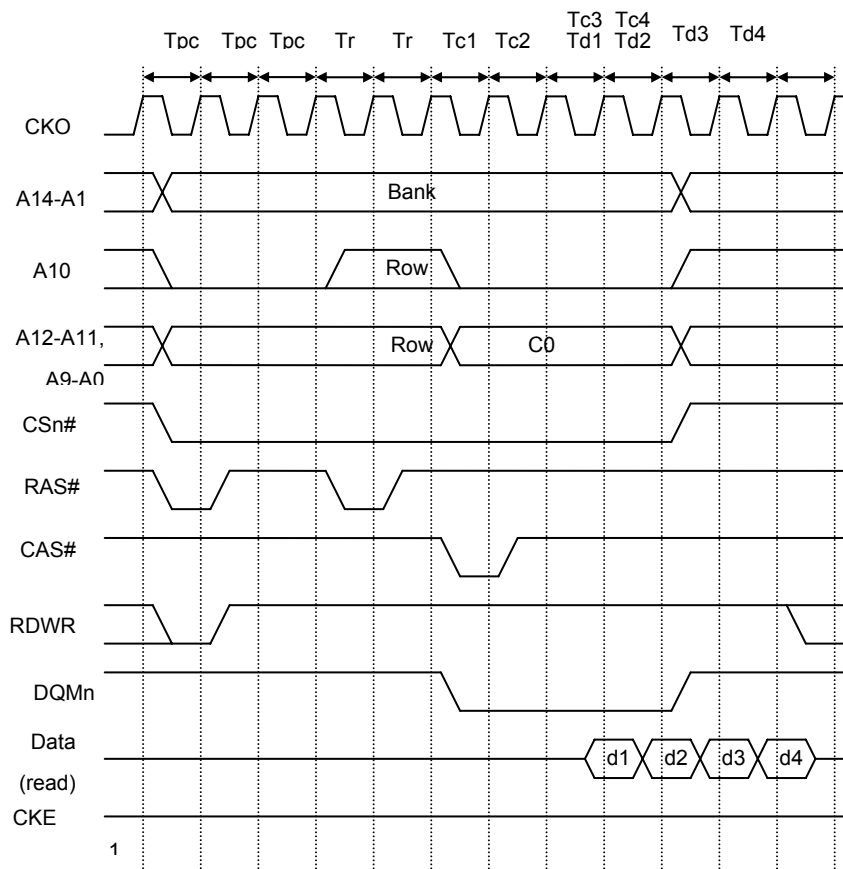 Tpc Tpc Tpc Tr Tr Tc1 Tc2 Tc3 Tc4 Td3 Td4
Td1 Td2
CKO
A14-A1 Bank
A10 Row
A12-A11, Row C0
A9-A0
CSn#
RAS#
CAS#
RDWR
DQMn
Data d1 d2 d3 d4
(read)
CKE
1